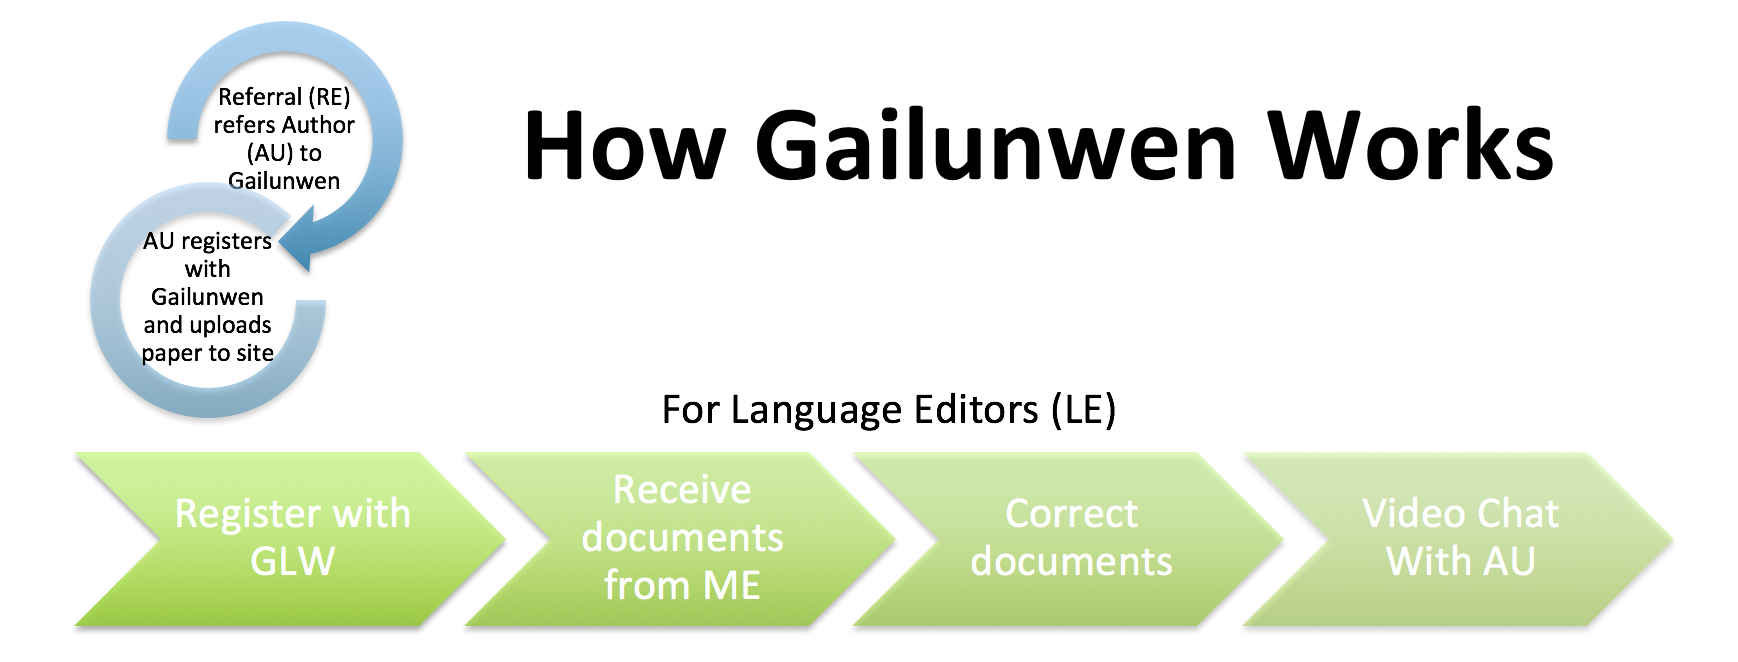 Referral (RE)
refers Author
(AU) to
Gailunwen
How Gailunwen Works
AU registers
with
Gailunwen
and uploads
paper to site
For Language Editors (LE)
Register with
GLW
Receive
documents
from ME
Correct
documents
Video Chat
With AU